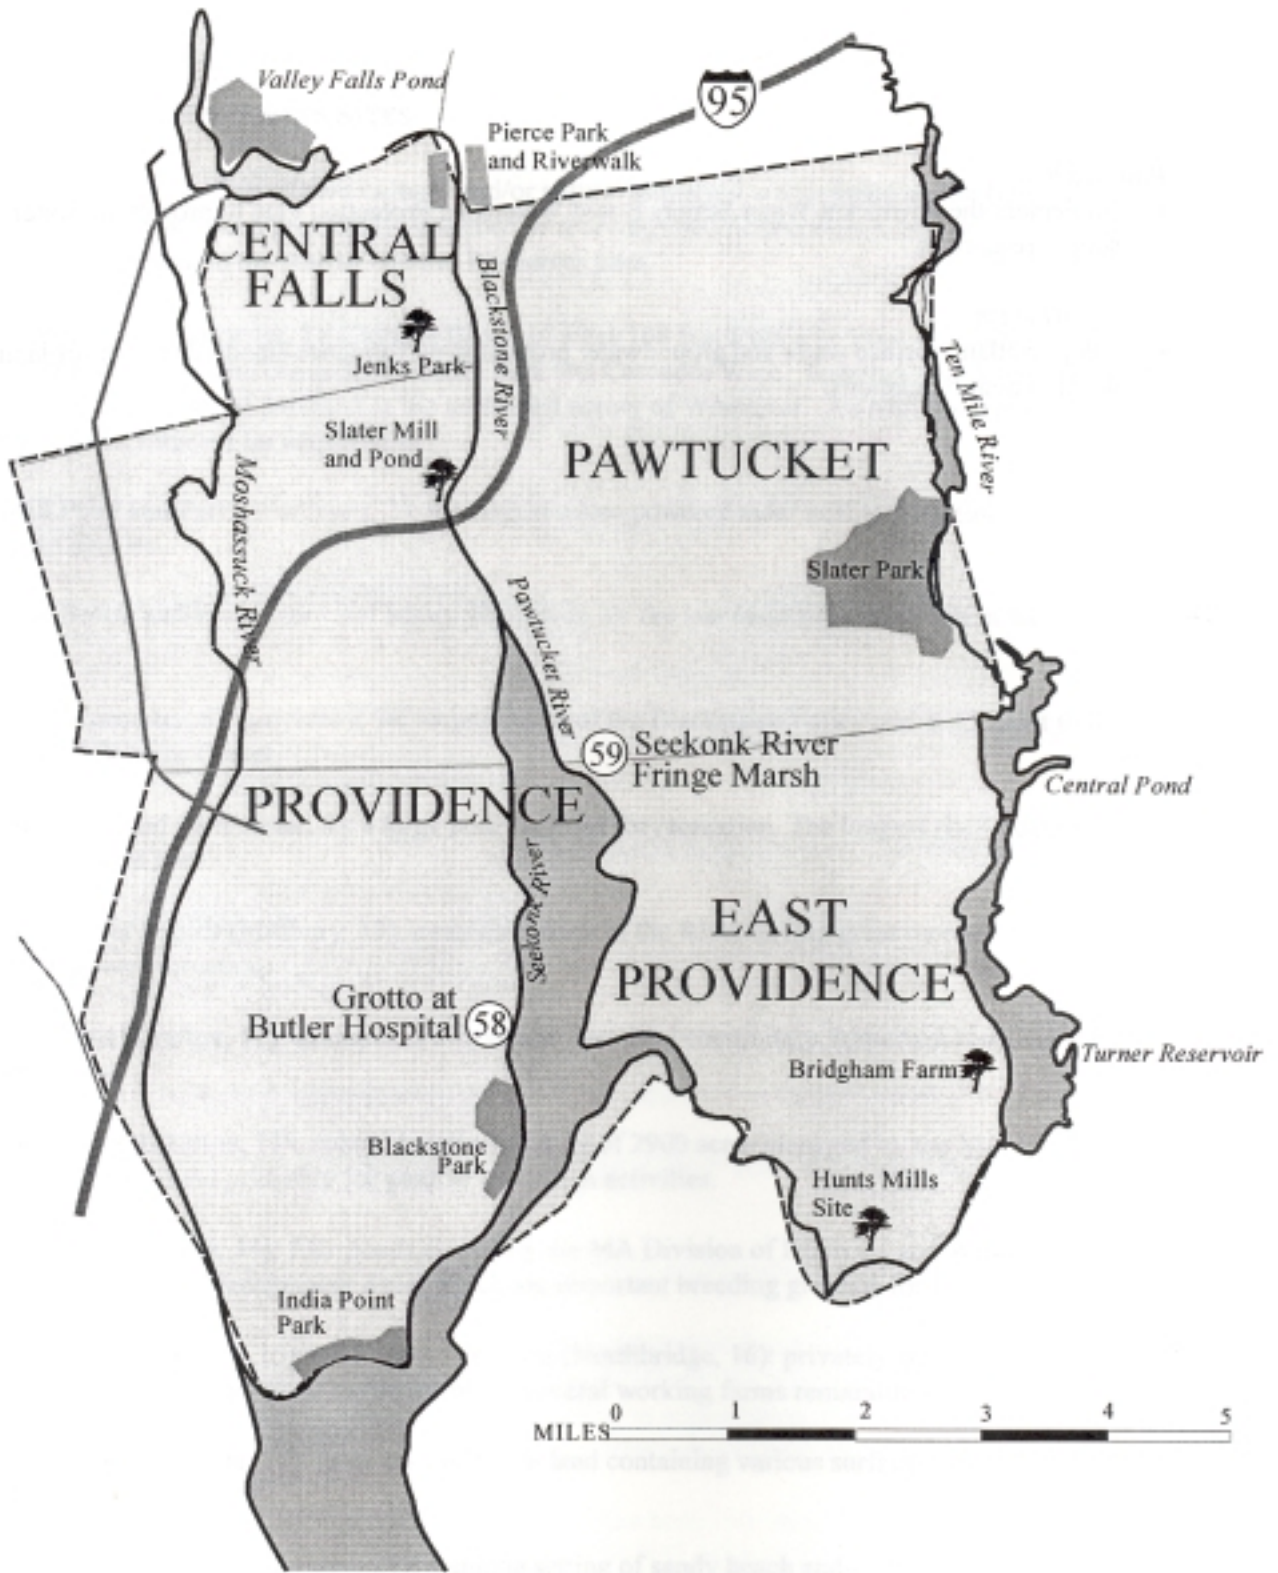 Valley Falls Pond
95
Pierce Park
and Riverwalk
CENTRAL
FALLS
Blackstone River
Jenks Park
Ten Mile River
Slater Mill
and Pond
PAWTUCKET
Moshassuck River
Slater Park
Pawtucket River
59
Seekonk River
Fringe Marsh
Central Pond
PROVIDENCE
Seekonk River
EAST
PROVIDENCE
Grotto at
Butler Hospital
58
Turner Reservoir
Bridgham Farm
Blackstone
Park
Hunts Mills
Site
India Point
Park
0 1 2 3 4 5
MILES